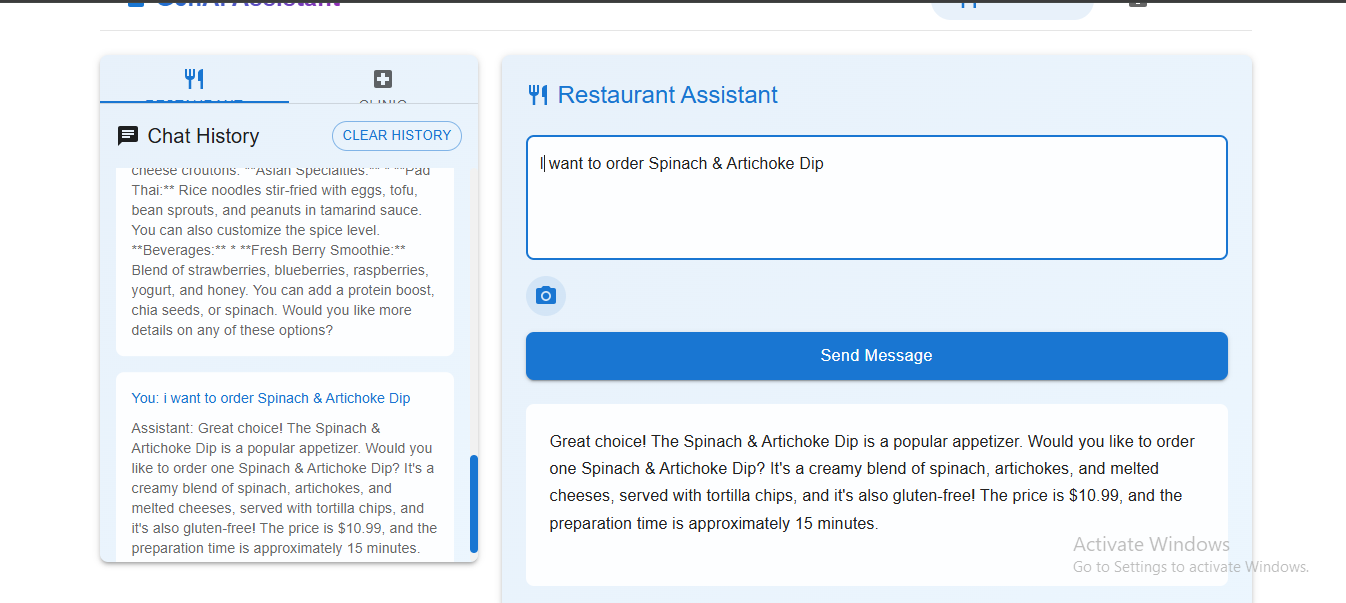 GenAI Assistant
RESTAURANT
CLINIC
Chat History
CLEAR HISTORY
cheese croutons. **Asian Specialties:** * **Pad
Thai:** Rice noodles stir-fried with eggs, tofu,
bean sprouts, and peanuts in tamarind sauce.
You can also customize the spice level.
**Beverages:** * **Fresh Berry Smoothie:**
Blend of strawberries, blueberries, raspberries,
yogurt, and honey. You can add a protein boost,
chia seeds, or spinach. Would you like more
details on any of these options?
You: i want to order Spinach & Artichoke Dip
Assistant: Great choice! The Spinach &
Artichoke Dip is a popular appetizer. Would you
like to order one Spinach & Artichoke Dip? It's a
creamy blend of spinach, artichokes, and
melted cheeses, served with tortilla chips, and
it's also gluten-free! The price is $10.99, and the
preparation time is approximately 15 minutes.
Restaurant Assistant
I want to order Spinach & Artichoke Dip
Send Message
Great choice! The Spinach & Artichoke Dip is a popular appetizer. Would you like to order
one Spinach & Artichoke Dip? It's a creamy blend of spinach, artichokes, and melted
cheeses, served with tortilla chips, and it's also gluten-free! The price is $10.99, and the
preparation time is approximately 15 minutes.
Activate Windows
Go to Settings to activate Windows.